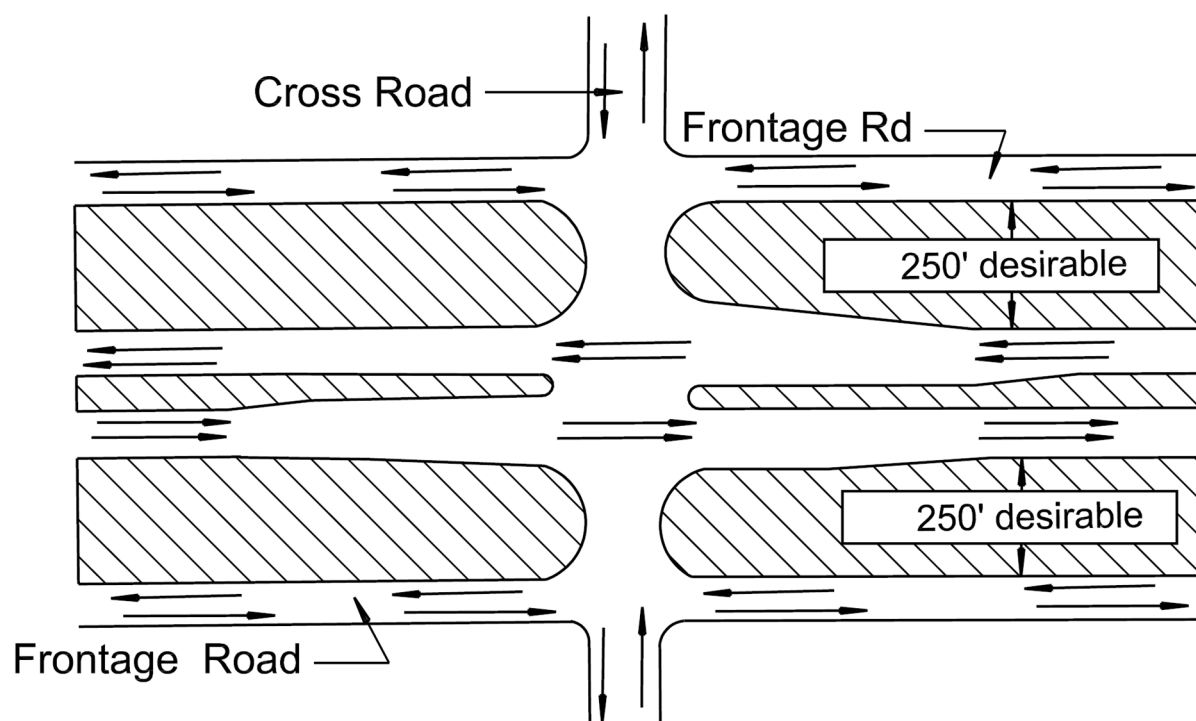 Cross Road
Frontage Rd
250' desirable
250' desirable
Frontage Road